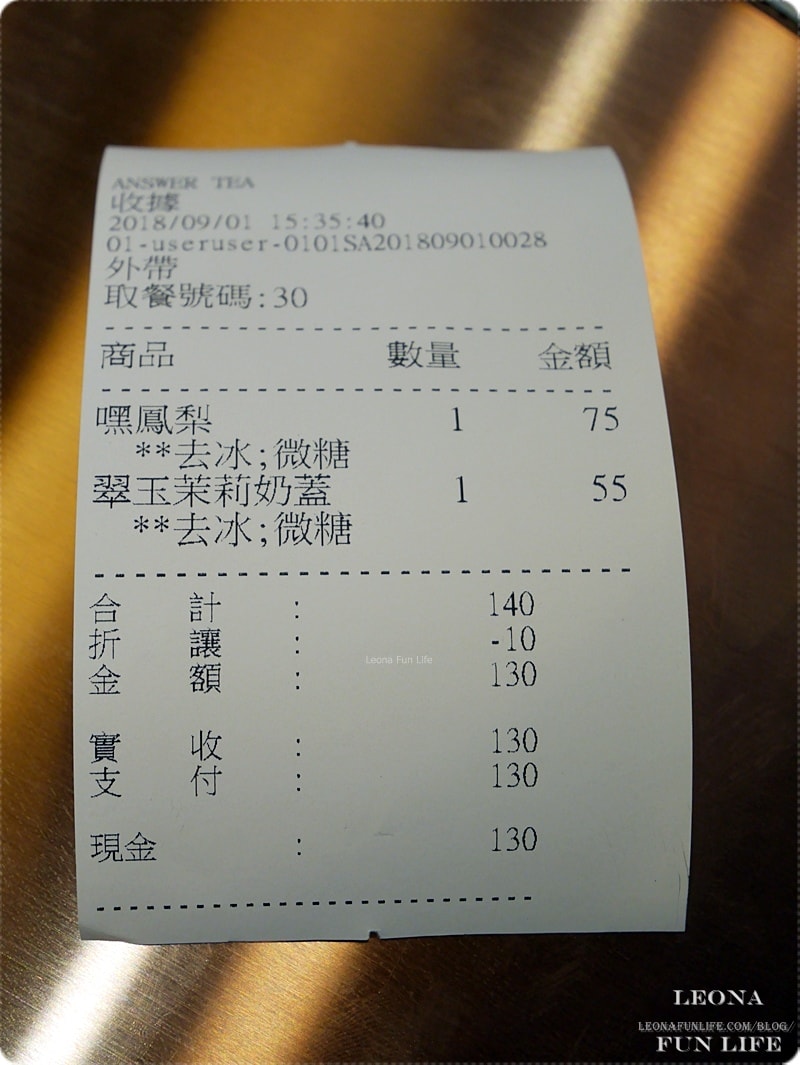 ANSWER TEA
收據
2018/09/01 15:35:40
01-useruser-0101SA201809010028
外帶
取餐號碼:30
商品 數量 金額
嘿鳳梨 1 75
**去冰;微糖
翠玉茉莉奶蓋 1 55
**去冰;微糖
合計 : 140
折讓 : -10
金額 : 130
實收 : 130
支付 : 130
現金 : 130
Leona Fun Life
LEONA
LEONAFUNLIFE.COM/BLOG/
FUN LIFE